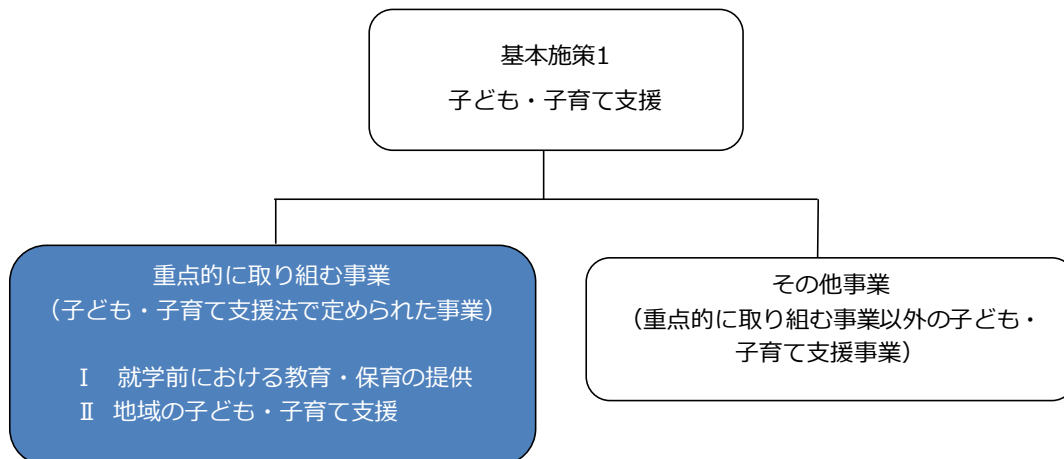 基本施策1
子ども・子育て支援
重点的に取り組む事業
（子ども・子育て支援法で定められた事業）
Ⅰ　就学前における教育・保育の提供
Ⅱ 地域の子ども・子育て支援
その他事業
（重点的に取り組む事業以外の子ども・
子育て支援事業）